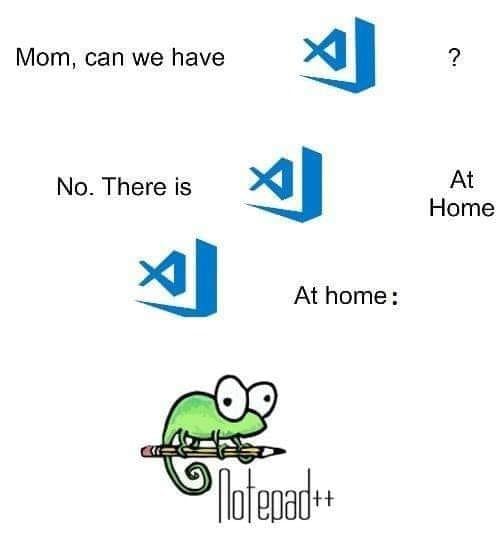 Mom, can we have ?
No. There is At
Home
At home:
Notepad++